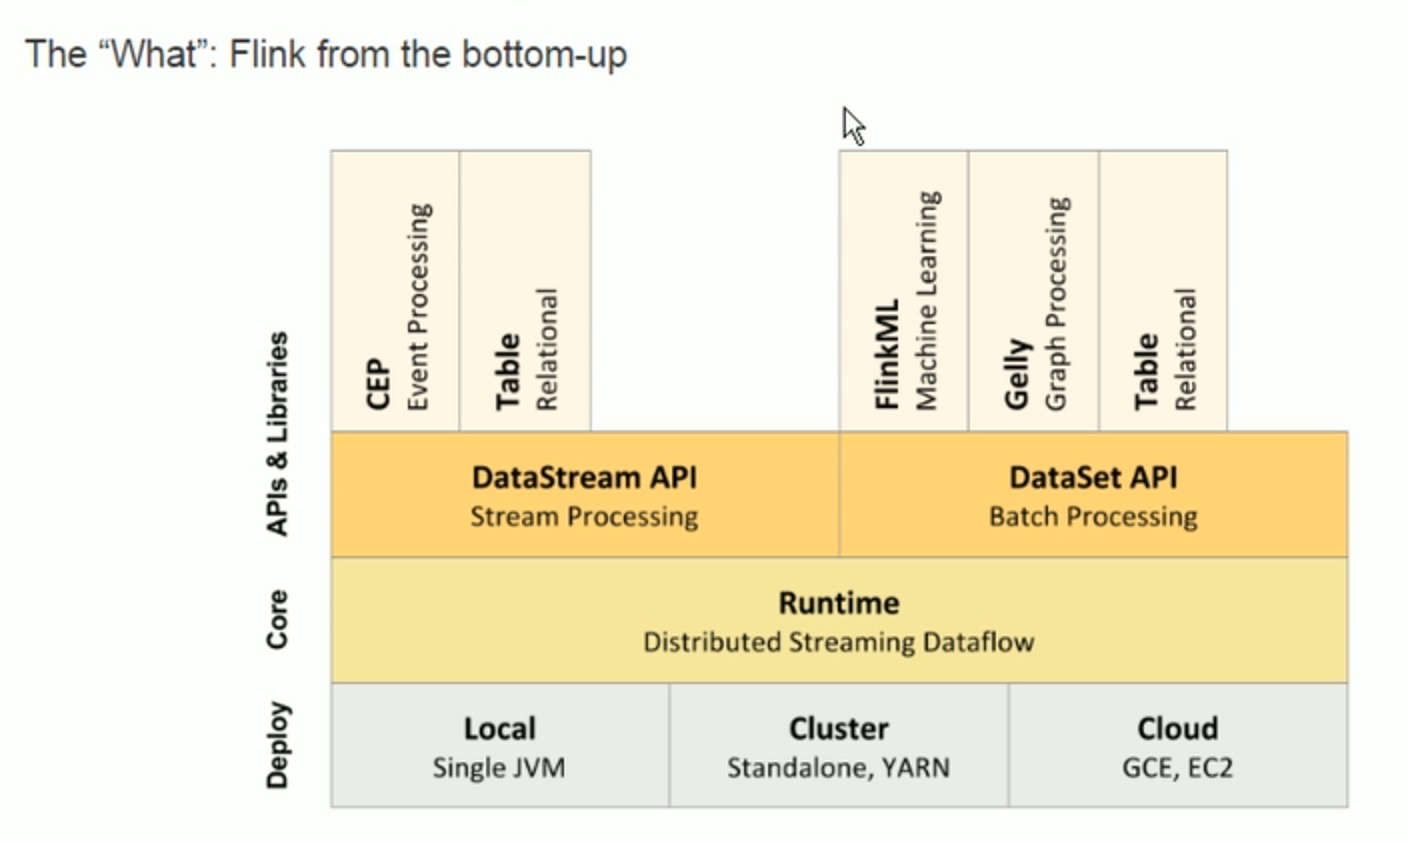 The “What”: Flink from the bottom-up
CEP
Event Processing
Table
Relational
FlinkML
Machine Learning
Gelly
Graph Processing
Table
Relational
APIs & Libraries
DataStream API
Stream Processing
DataSet API
Batch Processing
Core
Runtime
Distributed Streaming Dataflow
Deploy
Local
Single JVM
Cluster
Standalone, YARN
Cloud
GCE, EC2